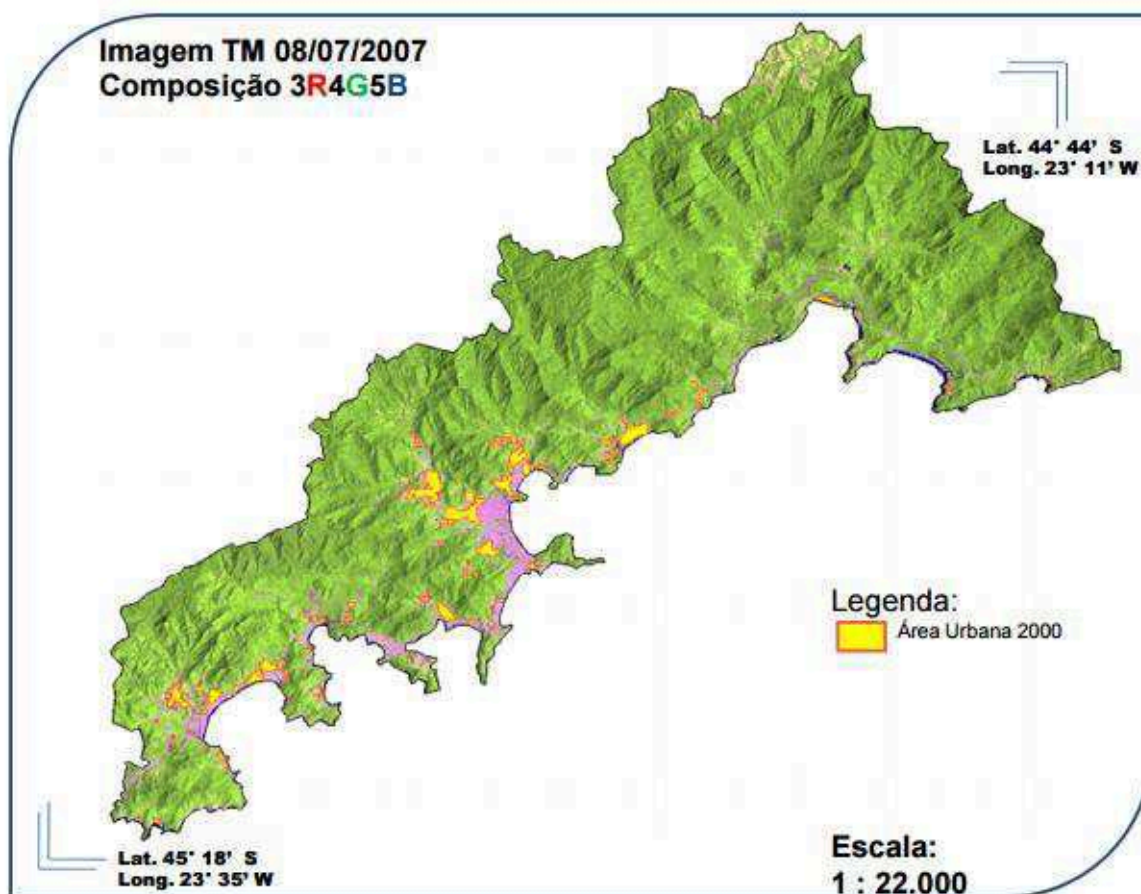 Imagem TM 08/07/2007
Composição 3R4G5B
Lat. 44° 44' S
Long. 23° 11' W
Legenda:
Área Urbana 2000
Lat. 45° 18' S
Long. 23° 35' W
Escala:
1 : 22.000